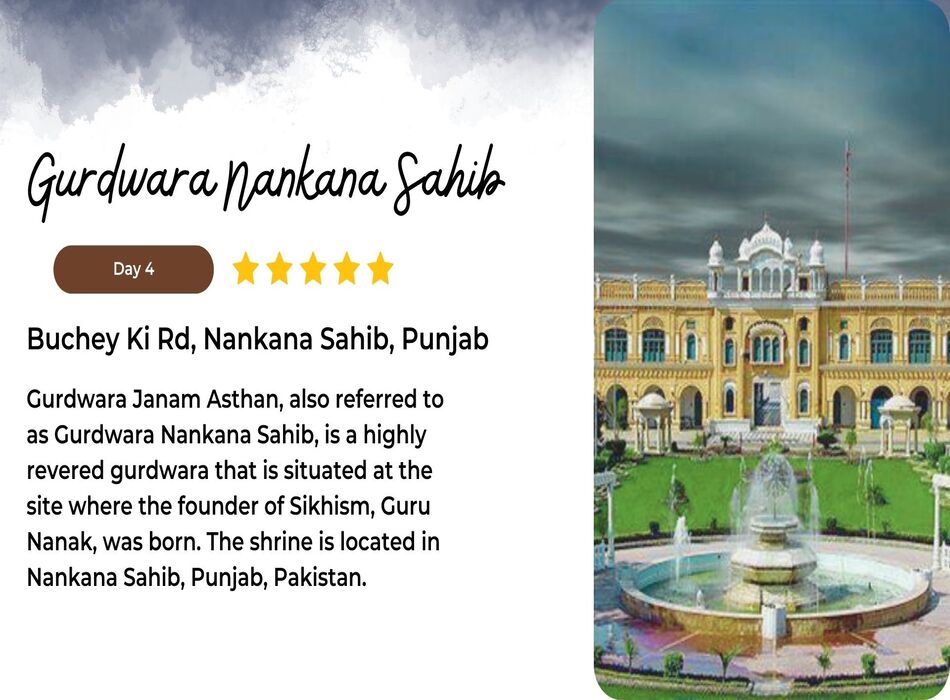 Gurdwara Nankana Sahib
Day 4
Buchey Ki Rd, Nankana Sahib, Punjab
Gurdwara Janam Asthan, also referred to
as Gurdwara Nankana Sahib, is a highly
revered gurdwara that is situated at the
site where the founder of Sikhism, Guru
Nanak, was born. The shrine is located in
Nankana Sahib, Punjab, Pakistan.